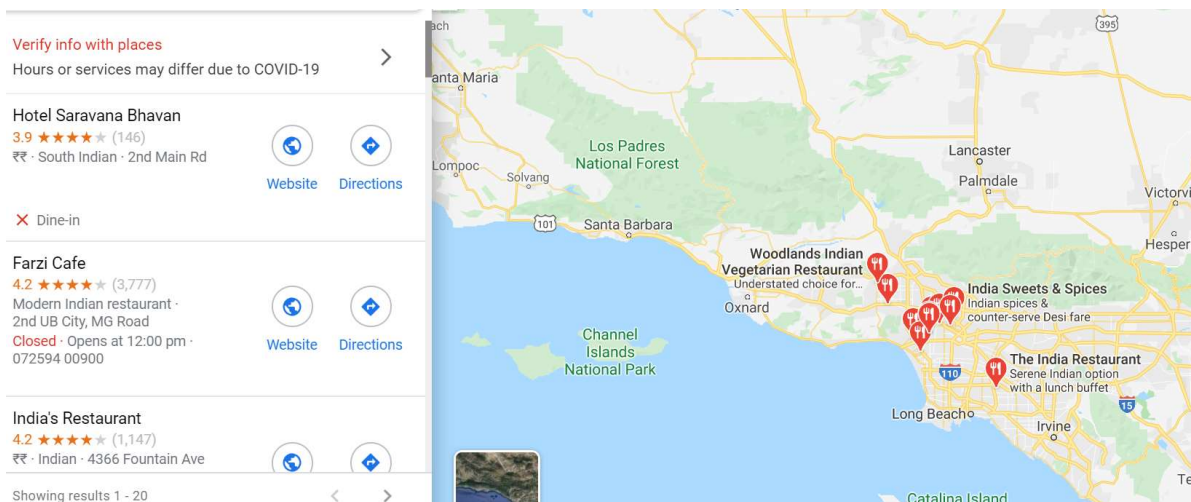 Verify info with places
Hours or services may differ due to COVID-19
Hotel Saravana Bhavan
3.9 ★★★★★ (146)
₹₹ · South Indian · 2nd Main Rd
Website
Directions
✕ Dine-in
Farzi Cafe
4.2 ★★★★★ (3,777)
Modern Indian restaurant ·
2nd UB City, MG Road
Closed · Opens at 12:00 pm ·
072594 00900
Website
Directions
India's Restaurant
4.2 ★★★★★ (1,147)
₹₹ · Indian · 4366 Fountain Ave
Showing results 1 - 20
ach
395
anta Maria
Los Padres
National Forest
Lancaster
Palmdale
Lompoc
Solvang
Victorvi
101
Santa Barbara
Hesper
Woodlands Indian
Vegetarian Restaurant
Understated choice for...
Oxnard
India Sweets & Spices
Indian spices &
counter-serve Desi fare
Channel
Islands
National Park
The India Restaurant
Serene Indian option
with a lunch buffet
110
15
Long Beach
Irvine
Te
Catalina Island